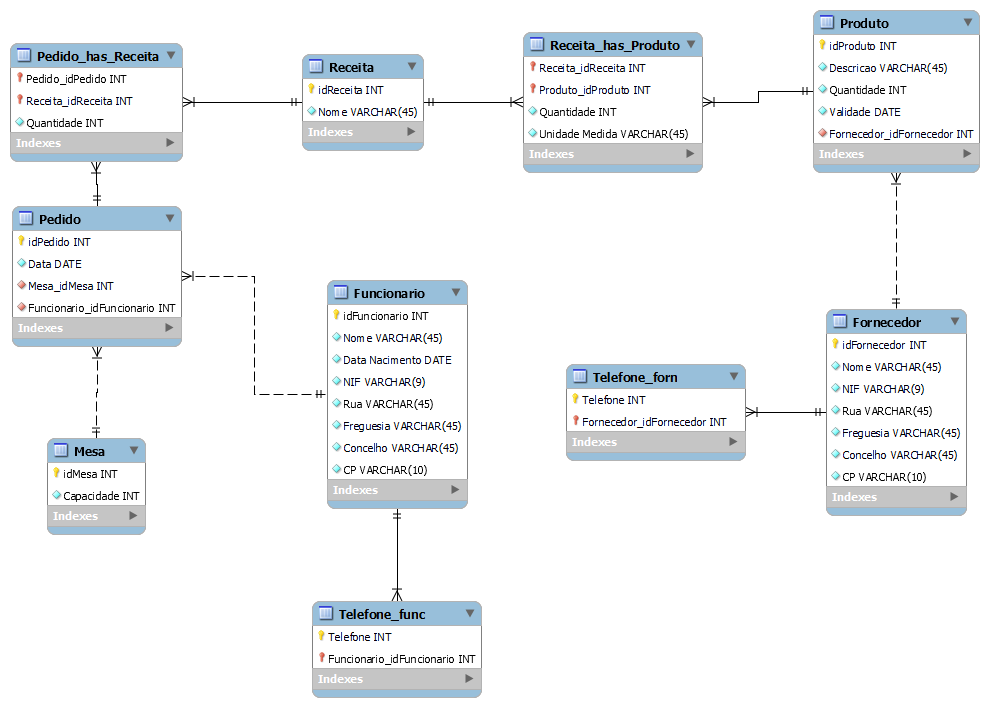 Pedido_has_Receita
Pedido_idPedido INT
Receita_idReceita INT
Quantidade INT
Indexes
Receita
idReceita INT
Nome VARCHAR(45)
Indexes
Receita_has_Produto
Receita_idReceita INT
Produto_idProduto INT
Quantidade INT
Unidade Medida VARCHAR(45)
Indexes
Produto
idProduto INT
Descricao VARCHAR(45)
Quantidade INT
Validade DATE
Fornecedor_idFornecedor INT
Indexes
Pedido
idPedido INT
Data DATE
Mesa_idMesa INT
Funcionario_idFuncionario INT
Indexes
Funcionario
idFuncionario INT
Nome VARCHAR(45)
Data Nacimento DATE
NIF VARCHAR(9)
Rua VARCHAR(45)
Freguesia VARCHAR(45)
Concelho VARCHAR(45)
CP VARCHAR(10)
Indexes
Telefone_forn
Telefone INT
Fornecedor_idFornecedor INT
Indexes
Fornecedor
idFornecedor INT
Nome VARCHAR(45)
NIF VARCHAR(9)
Rua VARCHAR(45)
Freguesia VARCHAR(45)
Concelho VARCHAR(45)
CP VARCHAR(10)
Indexes
Mesa
idMesa INT
Capacidade INT
Indexes
Telefone_func
Telefone INT
Funcionario_idFuncionario INT
Indexes